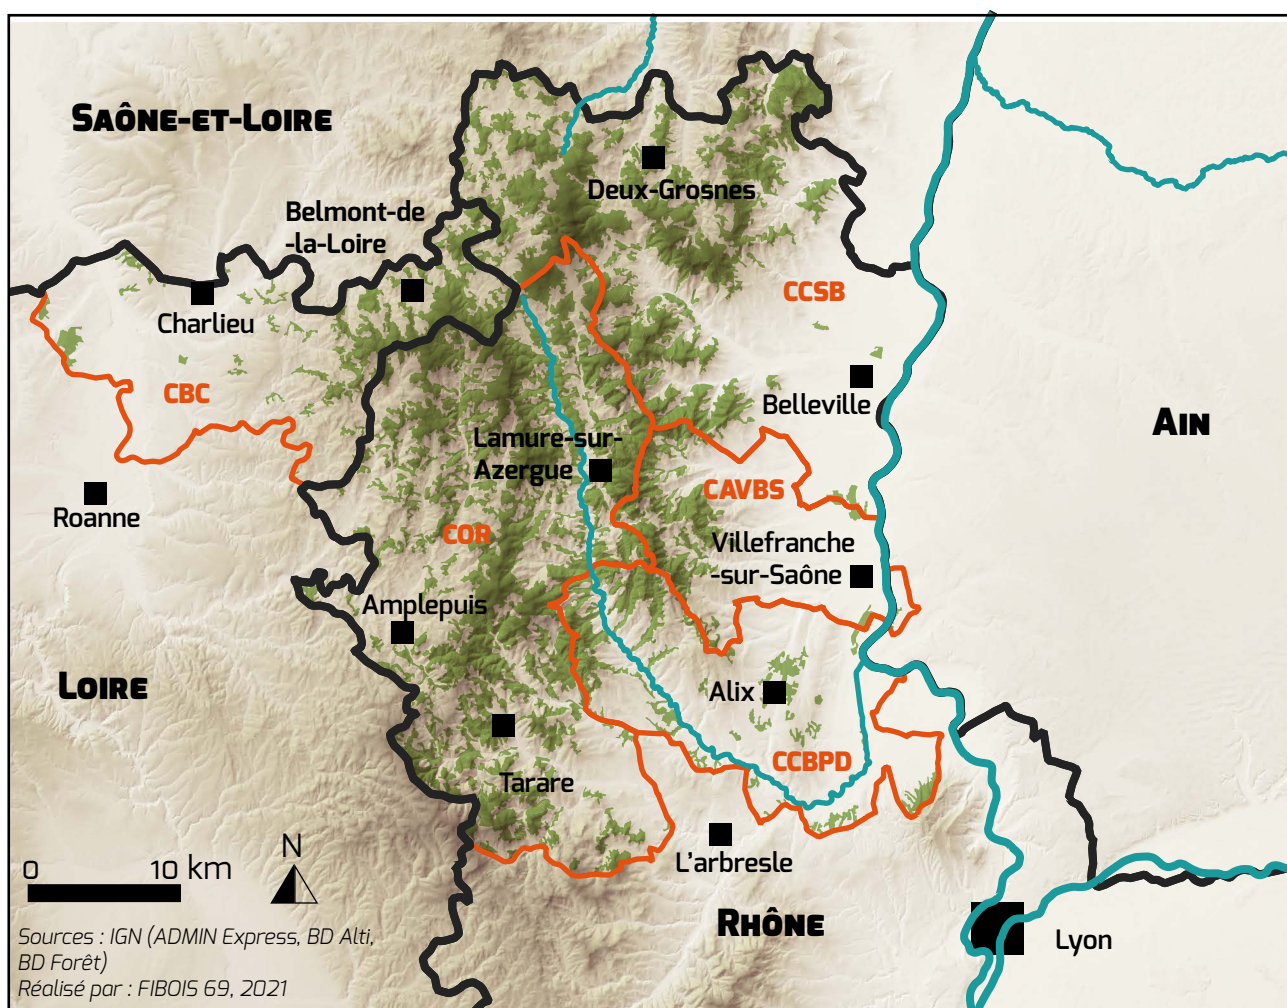 SAÔNE-ET-LOIRE
Deux-Grosnes
Belmont-de
-la-Loire
CCSB
Charlieu
CBC
Belleville
AIN
Lamure-sur-
Azergue
CAVBS
Roanne
COR
Villefranche
-sur-Saône
Amplepuis
LOIRE
Alix
CCBPD
Tarare
N
0 10 km
L'arbresle
RHÔNE
Lyon
Sources : IGN (ADMIN Express, BD Alti,
BD Forêt)
Réalisé par : FIBOIS 69, 2021